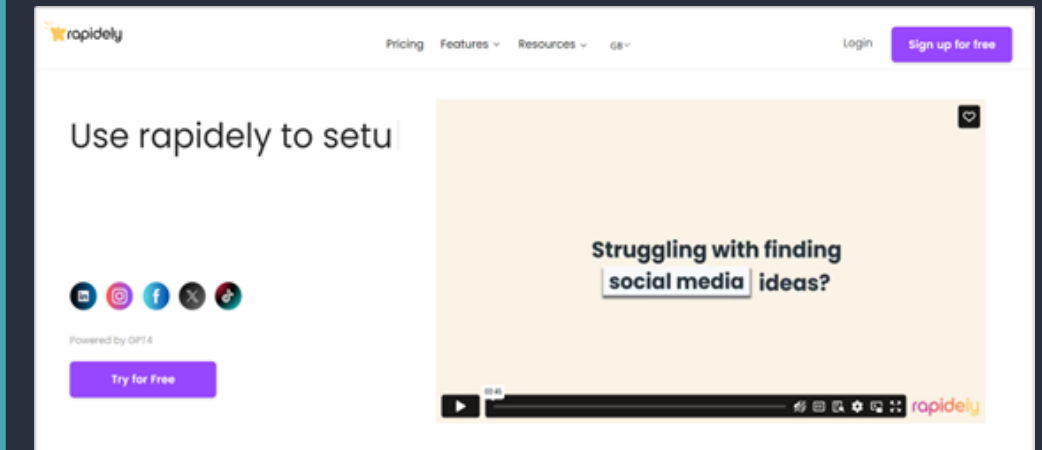 rapidely
Pricing Features Resources GB
Login
Sign up for free
Use rapidely to setu
Struggling with finding
social media ideas?
Powered by GPT4
Try for Free
00:45
rapidely